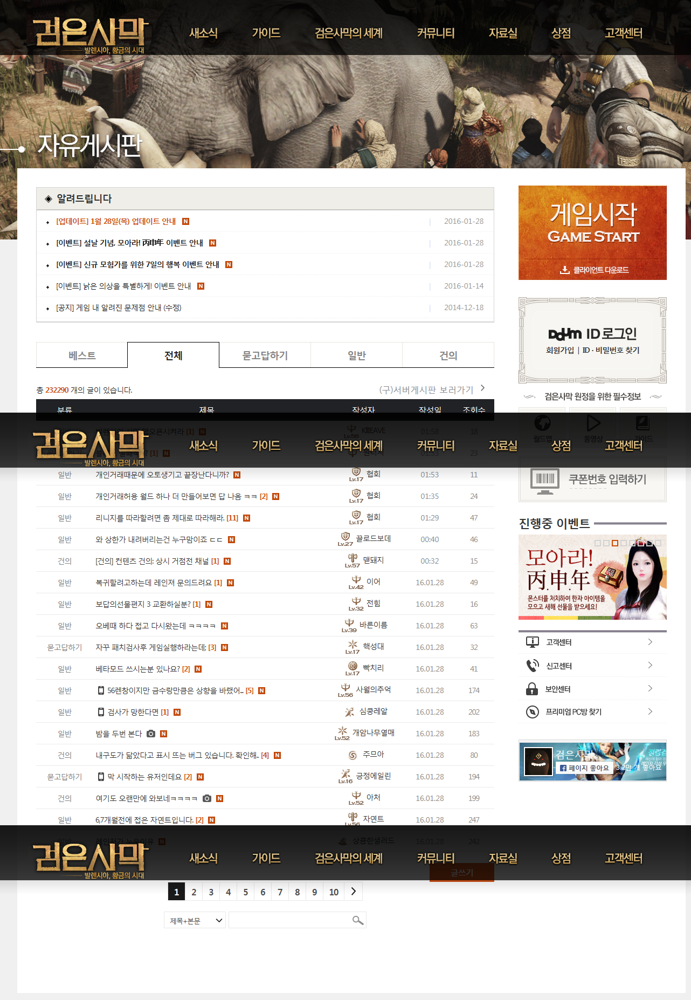 검은사막
발렌시아, 황금의 시대
새소식 가이드 검은사막의 세계 커뮤니티 자료실 상점 고객센터
자유게시판
알려드립니다
[업데이트] 1월 28일(목) 업데이트 안내 N | 2016-01-28
[이벤트] 설날 기념, 모아라! 丙申年 이벤트 안내 N | 2016-01-28
[이벤트] 신규 모험가를 위한 7일의 행복 이벤트 안내 N | 2016-01-28
[이벤트] 낡은 의상을 특별하게! 이벤트 안내 N | 2016-01-14
[공지] 게임 내 알려진 문제점 안내 (수정) | 2014-12-18
베스트 전체 묻고답하기 일반 건의
총 232290 개의 글이 있습니다. (구)서버게시판 보러가기
분류 제목 작성자 작성일 조회수
[1] N Lv.56 KillEAVE 01:58 18
검은사막
발렌시아, 황금의 시대
새소식 가이드 검은사막의 세계 커뮤니티 자료실 상점 고객센터
[1] N 23
일반 개인거래때문에 오토생기고 끝장난다니까? N Lv.17 협회 01:53 11
일반 개인거래허용 월드 하나 더 만들어보면 답 나옴 ㅋㅋ [2] N Lv.17 협회 01:35 24
일반 리니지를 따라할려면 좀 제대로 따라해라. [11] N Lv.17 협회 01:29 47
일반 와 상한가 내려버리는건 누구맘이죠 ㄷㄷ N Lv.27 끌로드보데 00:40 46
건의 [건의] 컨텐츠 건의: 상시 거점전 채널 [1] N Lv.57 맨돼지 00:32 15
일반 복귀할려고하는데 레인져 문의드려요 [1] N Lv.42 이어 16.01.28 49
일반 보답의선물편지 3 교환하실분? [1] N Lv.32 전힘 16.01.28 16
일반 오베때 하다 접고 다시왔는데 ㅋㅋㅋㅋ N Lv.39 바른이름 16.01.28 63
묻고답하기 자꾸 패치검사후 게임실행하라는데; [3] N Lv.17 핵성대 16.01.28 32
일반 베타모드 쓰시는분 있나요? [2] N Lv.17 빡치리 16.01.28 41
일반 56렌창이지만 금수랑만큼은 상향을 바랬어... [5] N Lv.56 사월의추억 16.01.28 174
일반 검사가 망한다면 [1] N 심쿵레알 16.01.28 202
일반 밤을 두번 본다 N Lv.52 개암나무열매 16.01.28 183
건의 내구도가 닳았다고 표시 뜨는 버그 있습니다. 확인해.. [4] N 주므아 16.01.28 80
묻고답하기 막 시작하는 유저인데요 [2] N Lv.16 긍정에일린 16.01.28 194
건의 여기도 오랜만에 와보네ㅋㅋㅋㅋ N Lv.52 아처 16.01.28 199
일반 6,7개월전에 접은 자연트입니다. [2] N Lv.56 자연트 16.01.28 247
일반 N 상큼한샐러드 16.01.28 242
검은사막
발렌시아, 황금의 시대
새소식 가이드 검은사막의 세계 커뮤니티 자료실 상점 고객센터
글쓰기
1 2 3 4 5 6 7 8 9 10
제목+본문
게임시작
GAME START
클라이언트 다운로드
Daum ID 로그인
회원가입 | ID · 비밀번호 찾기
검은사막 원정을 위한 필수정보
월드맵 동영상 가이드
쿠폰번호 입력하기
진행중 이벤트
모아라!
丙.申.年
몬스터를 처치하여 한자 아이템을
모으고 새해 선물을 받으세요!
고객센터
신고센터
보안센터
프리미엄 PC방 찾기
검은사막
페이지 좋아요 3.2만 개 좋아요